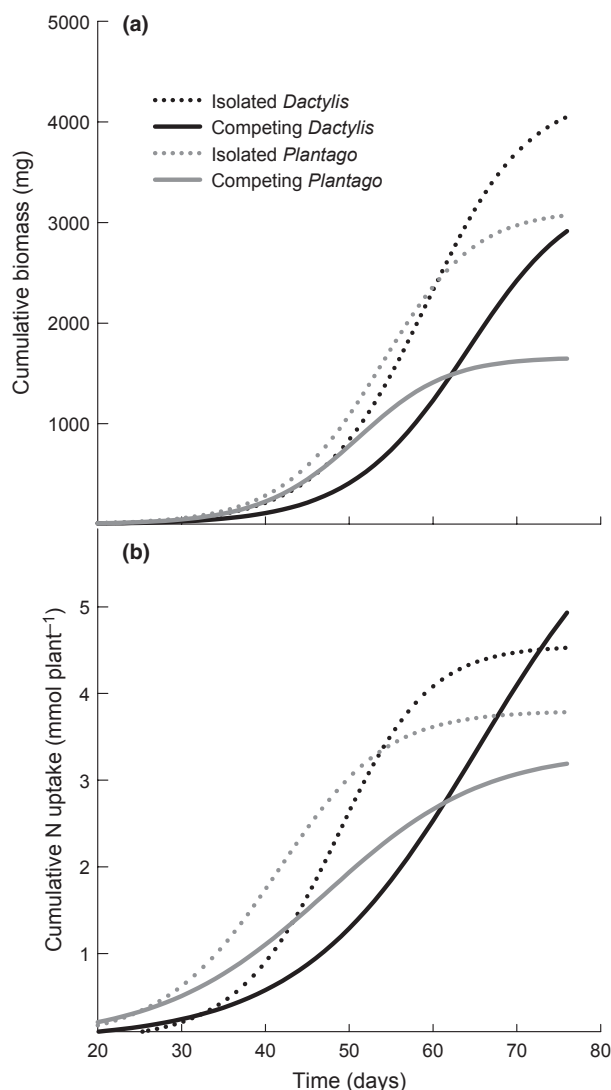 (a)
5000
4000
3000
2000
1000
Cumulative biomass (mg)
Isolated Dactylis
Competing Dactylis
Isolated Plantago
Competing Plantago
(b)
5
4
3
2
1
Cumulative N uptake (mmol plant⁻¹)
20 30 40 50 60 70 80
Time (days)